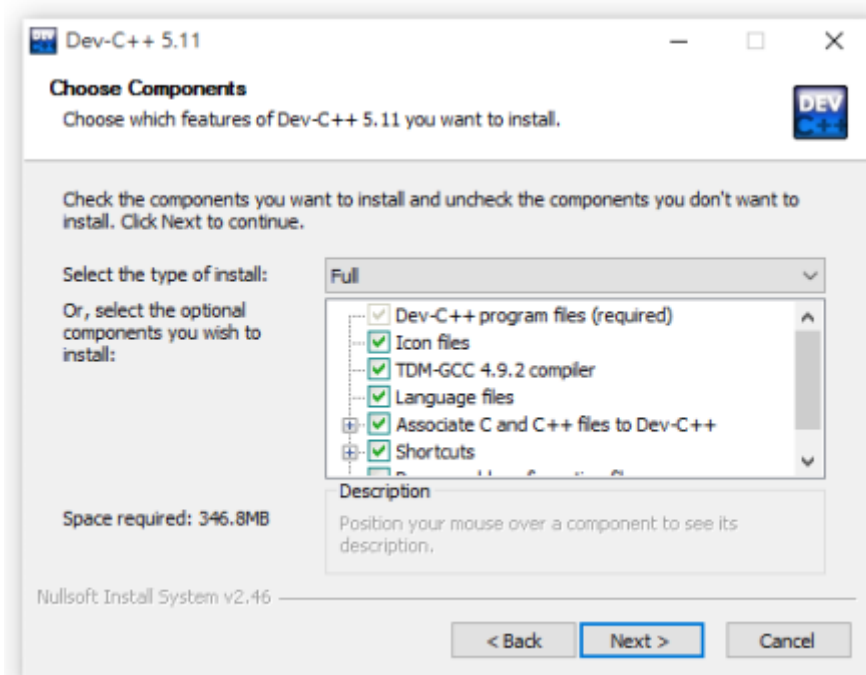 Dev-C++ 5.11
Choose Components
Choose which features of Dev-C++ 5.11 you want to install.
DEV
C++
Check the components you want to install and uncheck the components you don't want to
install. Click Next to continue.
Select the type of install:
Full
Or, select the optional
components you wish to
install:
Dev-C++ program files (required)
Icon files
TDM-GCC 4.9.2 compiler
Language files
Associate C and C++ files to Dev-C++
Shortcuts
Space required: 346.8MB
Description
Position your mouse over a component to see its
description.
Nullsoft Install System v2.46
< Back
Next >
Cancel